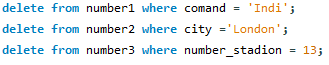 delete from number1 where comand = 'Indi';
delete from number2 where city ='London';
delete from number3 where number_stadion = 13;